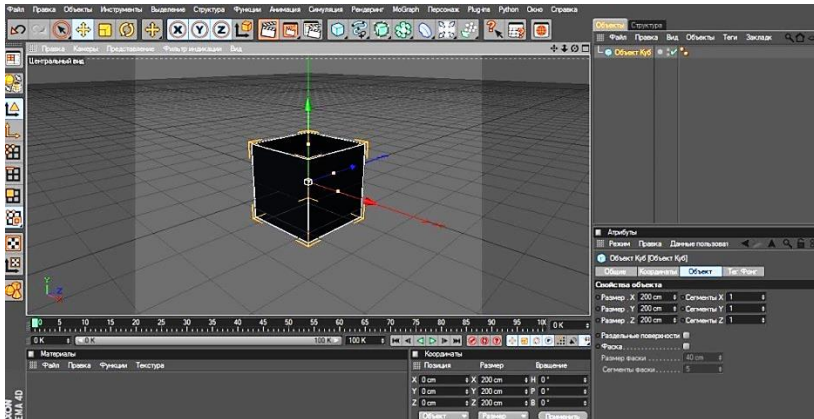 Файл Правка Объекты Инструменты Выделение Структура Функции Анимация Симуляция Рендеринг MoGraph Персонаж Plug-ins Python Окно Справка
Правка Камеры Представление Фильтр индикации Вид
Центральный вид
Y
Z
X
0 5 10 15 20 25 30 35 40 45 50 55 60 65 70 75 80 85 90 95 100 0 K
0 K 0 K 100 K 100 K
Материалы
Файл Правка Функции Текстура
Координаты
Позиция Размер Вращение
X 0 cm X 200 cm H 0 °
Y 0 cm Y 200 cm P 0 °
Z 0 cm Z 200 cm B 0 °
Объект Размер Применить
Объекты Структура
Файл Правка Вид Объекты Теги Закладк
Объект Куб
Атрибуты
Режим Правка Данные пользоват
Объект Куб [Объект Куб]
Общие Координаты Объект Тег Фонг
Свойства объекта
Размер . X 200 cm Сегменты X 1
Размер . Y 200 cm Сегменты Y 1
Размер . Z 200 cm Сегменты Z 1
Раздельные поверхности
Фаска
Размер фаски 40 cm
Сегменты фаски 5